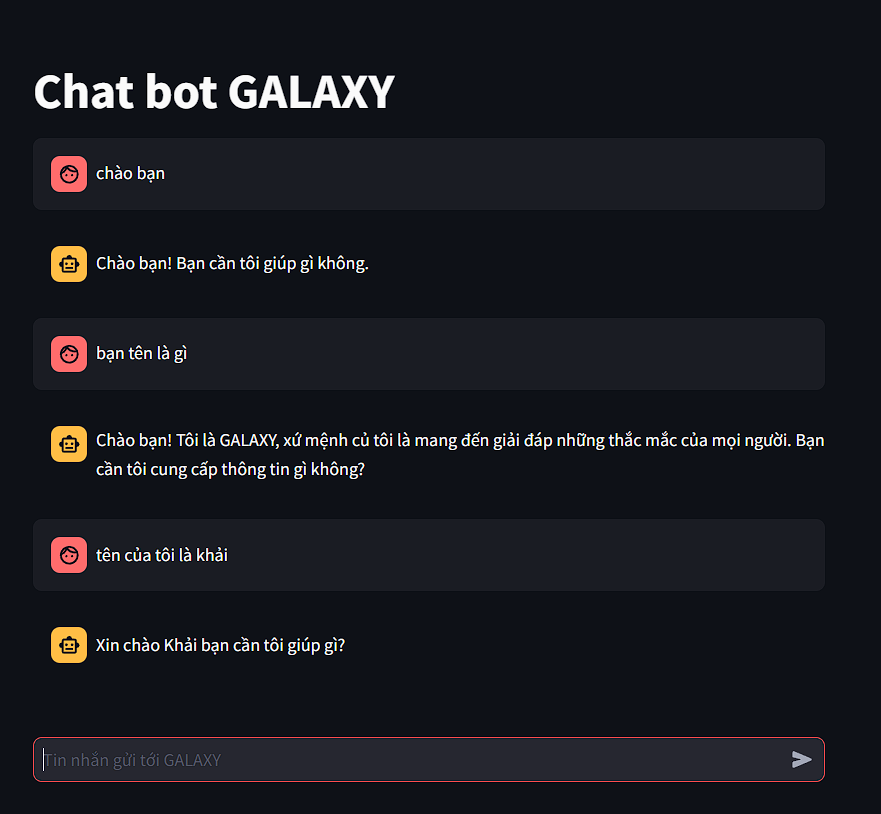 Chat bot GALAXY
chào bạn
Chào bạn! Bạn cần tôi giúp gì không.
bạn tên là gì
Chào bạn! Tôi là GALAXY, xứ mệnh củ tôi là mang đến giải đáp những thắc mắc của mọi người. Bạn
cần tôi cung cấp thông tin gì không?
tên của tôi là khải
Xin chào Khải bạn cần tôi giúp gì?
Tin nhắn gửi tới GALAXY